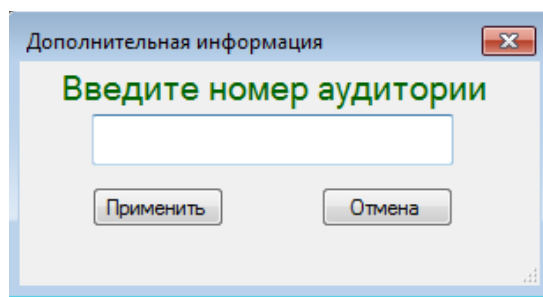 Дополнительная информация
Введите номер аудитории
Применить
Отмена